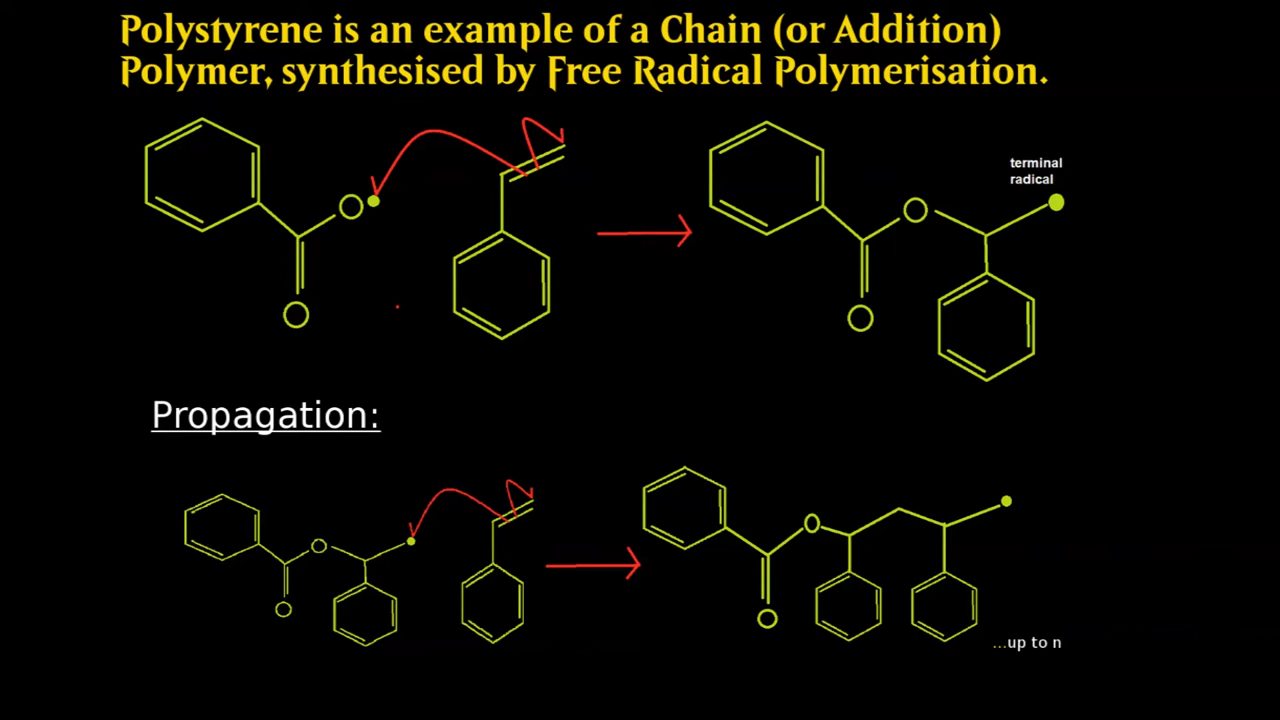 Polystyrene is an example of a Chain (or Addition)
Polymer, synthesised by Free Radical Polymerisation.
terminal
radical
O
O
O
O
Propagation:
O
O
O
O
...up to n